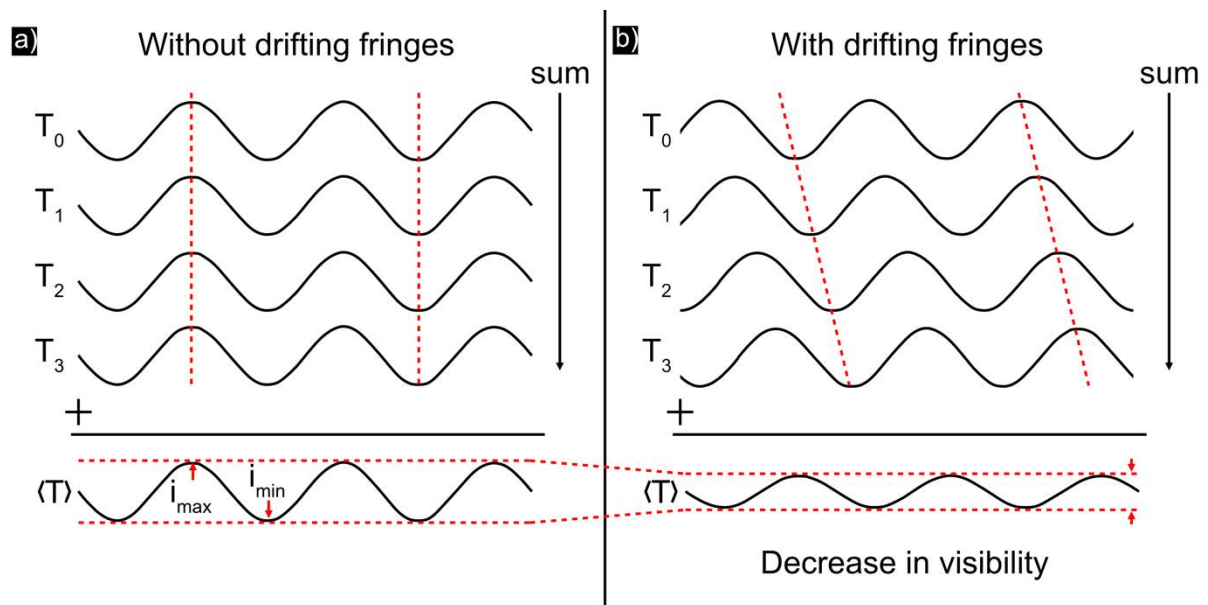 a)
Without drifting fringes
sum
T0
T1
T2
T3
+
⟨T⟩
imax
imin
b)
With drifting fringes
sum
T0
T1
T2
T3
+
⟨T⟩
Decrease in visibility